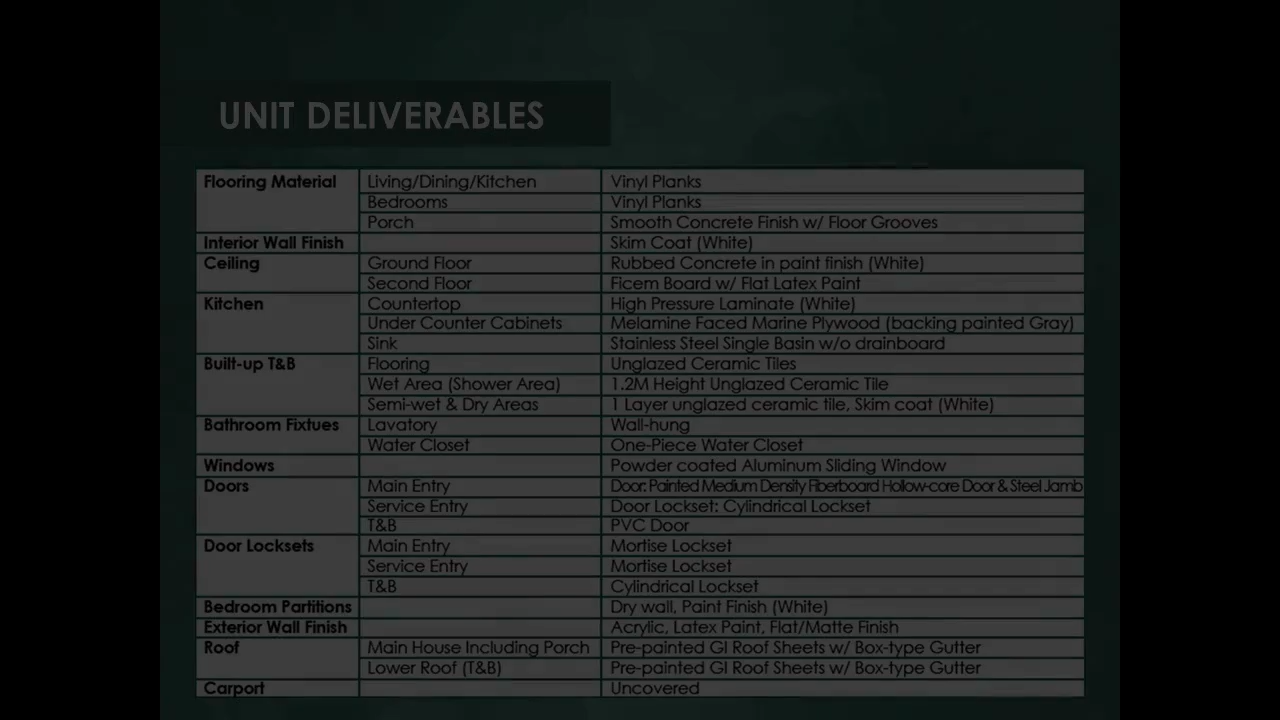 UNIT DELIVERABLES
Flooring Material Living/Dining/Kitchen Vinyl Planks
Bedrooms Vinyl Planks
Porch Smooth Concrete Finish w/ Floor Grooves
Interior Wall Finish Skim Coat (White)
Ceiling Ground Floor Rubbed Concrete in paint finish (White)
Second Floor Ficem Board w/ Flat Latex Paint
Kitchen Countertop High Pressure Laminate (White)
Under Counter Cabinets Melamine Faced Marine Plywood (backing painted Gray)
Sink Stainless Steel Single Basin w/o drainboard
Built-up T&B Flooring Unglazed Ceramic Tiles
Wet Area (Shower Area) 1.2M Height Unglazed Ceramic Tile
Semi-wet & Dry Areas 1 Layer unglazed ceramic tile, Skim coat (White)
Bathroom Fixtues Lavatory Wall-hung
Water Closet One-Piece Water Closet
Windows Powder coated Aluminum Sliding Window
Doors Main Entry Door: Painted Medium Density Fiberboard Hollow-core Door & Steel Jamb
Service Entry Door Lockset: Cylindrical Lockset
T&B PVC Door
Door Locksets Main Entry Mortise Lockset
Service Entry Mortise Lockset
T&B Cylindrical Lockset
Bedroom Partitions Dry wall, Paint Finish (White)
Exterior Wall Finish Acrylic, Latex Paint, Flat/Matte Finish
Roof Main House Including Porch Pre-painted GI Roof Sheets w/ Box-type Gutter
Lower Roof (T&B) Pre-painted GI Roof Sheets w/ Box-type Gutter
Carport Uncovered